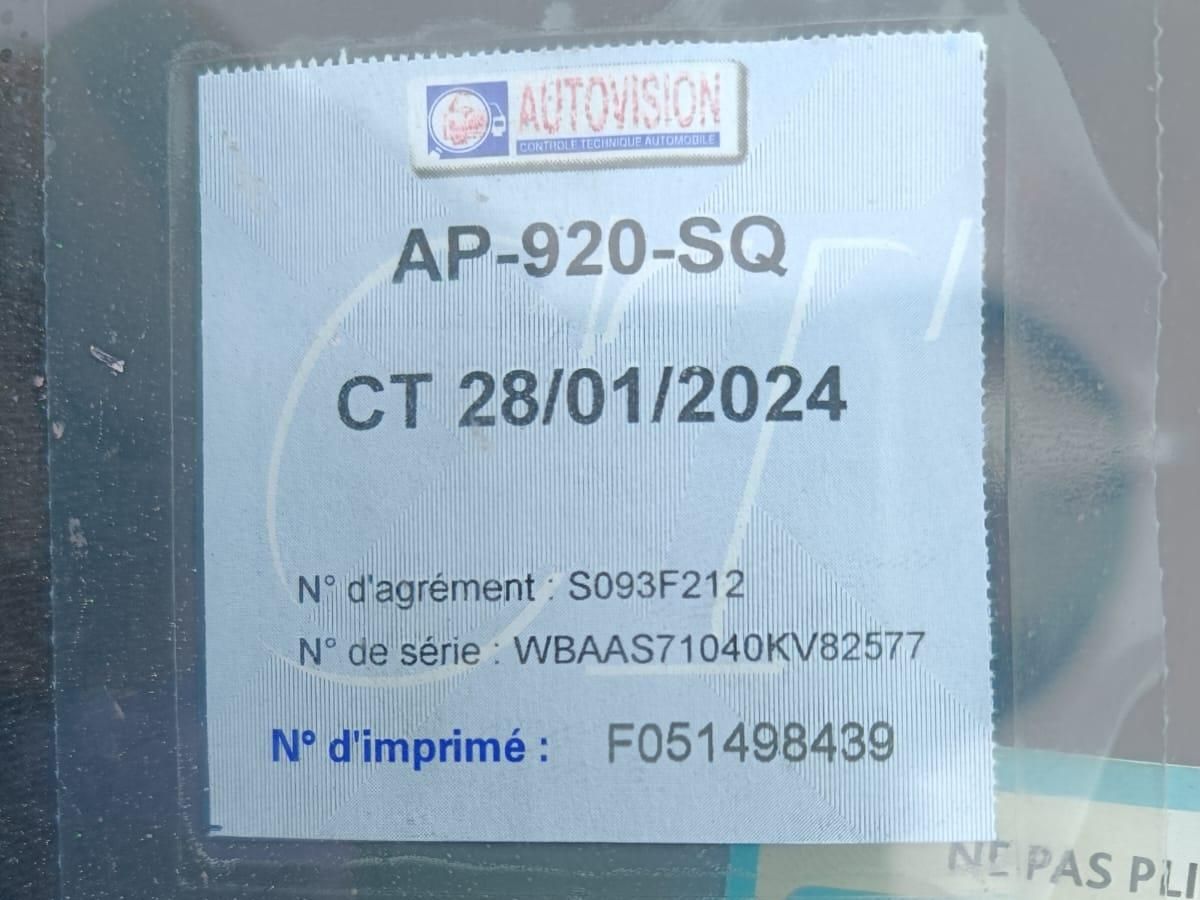 AUTOVISION
CONTROLE TECHNIQUE AUTOMOBILE
AP-920-SQ
CT 28/01/2024
CT
N° d'agrément : S093F212
N° de série : WBAAS71040KV82577
N° d'imprimé : F051498439
NE PAS PLI